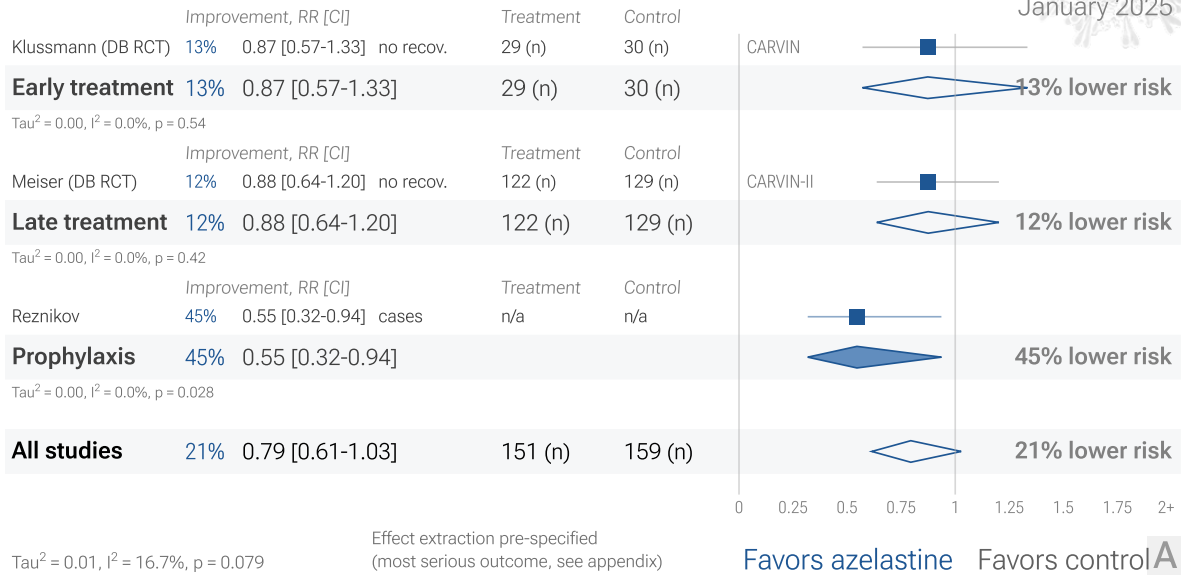 January 2025
Improvement, RR [CI] Treatment Control
Klussmann (DB RCT) 13% 0.87 [0.57-1.33] no recov. 29 (n) 30 (n) CARVIN
Early treatment 13% 0.87 [0.57-1.33] 29 (n) 30 (n) 13% lower risk
Tau² = 0.00, I² = 0.0%, p = 0.54
Improvement, RR [CI] Treatment Control
Meiser (DB RCT) 12% 0.88 [0.64-1.20] no recov. 122 (n) 129 (n) CARVIN-II
Late treatment 12% 0.88 [0.64-1.20] 122 (n) 129 (n) 12% lower risk
Tau² = 0.00, I² = 0.0%, p = 0.42
Improvement, RR [CI] Treatment Control
Reznikov 45% 0.55 [0.32-0.94] cases n/a n/a
Prophylaxis 45% 0.55 [0.32-0.94] 45% lower risk
Tau² = 0.00, I² = 0.0%, p = 0.028
All studies 21% 0.79 [0.61-1.03] 151 (n) 159 (n) 21% lower risk
0 0.25 0.5 0.75 1 1.25 1.5 1.75 2+
Effect extraction pre-specified
Tau² = 0.01, I² = 16.7%, p = 0.079 (most serious outcome, see appendix) Favors azelastine Favors control A